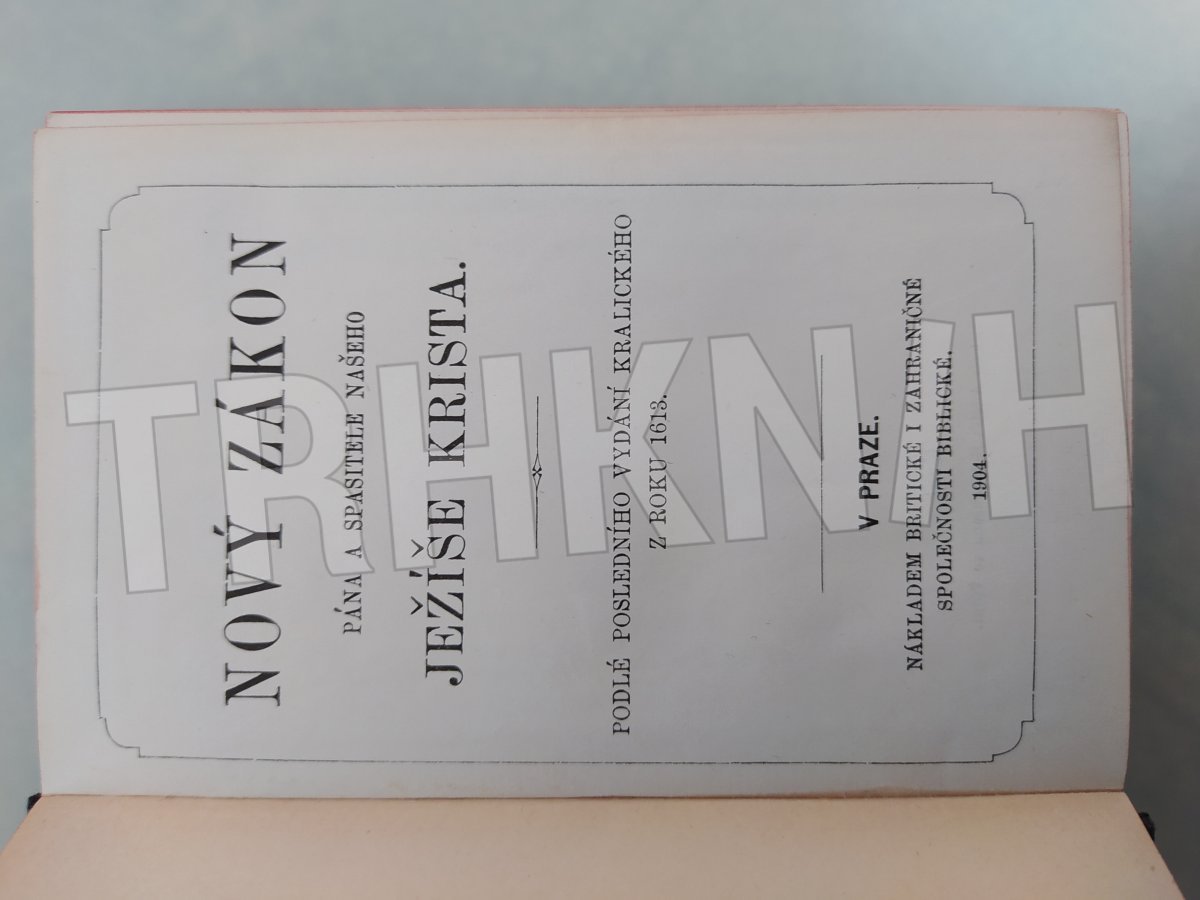 NOVÝ ZÁKON
PÁNA A SPASITELE NAŠEHO
JEŽÍŠE KRISTA.
PODLÉ POSLEDNÍHO VYDÁNÍ KRALICKÉHO
Z ROKU 1613.
V PRAZE.
NÁKLADEM BRITICKÉ I ZAHRANIČNÉ
SPOLEČNOSTI BIBLICKÉ.
1904.
TRHKNIH